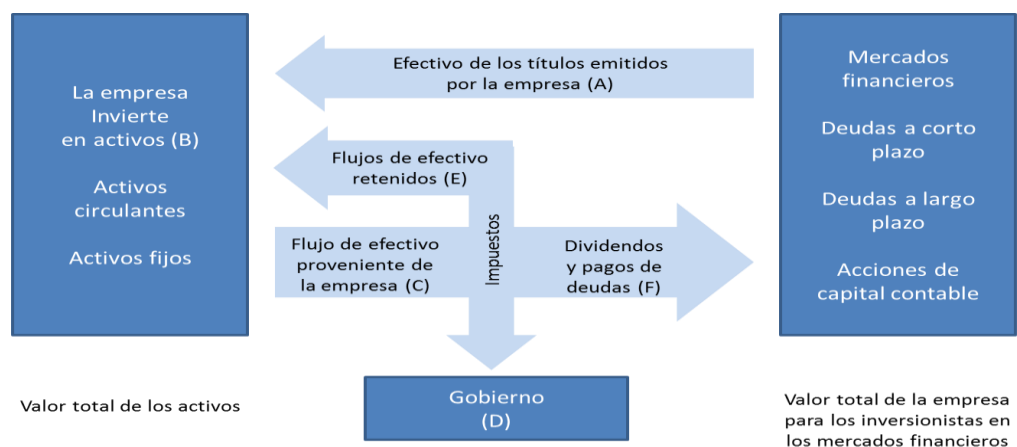 La empresa
Invierte
en activos (B)
Activos
circulantes
Activos fijos
Efectivo de los títulos emitidos
por la empresa (A)
Flujos de efectivo
retenidos (E)
Flujo de efectivo
proveniente de
la empresa (C)
Impuestos
Dividendos
y pagos de
deudas (F)
Mercados
financieros
Deudas a corto
plazo
Deudas a largo
plazo
Acciones de
capital contable
Valor total de los activos
Gobierno
(D)
Valor total de la empresa
para los inversionistas en
los mercados financieros